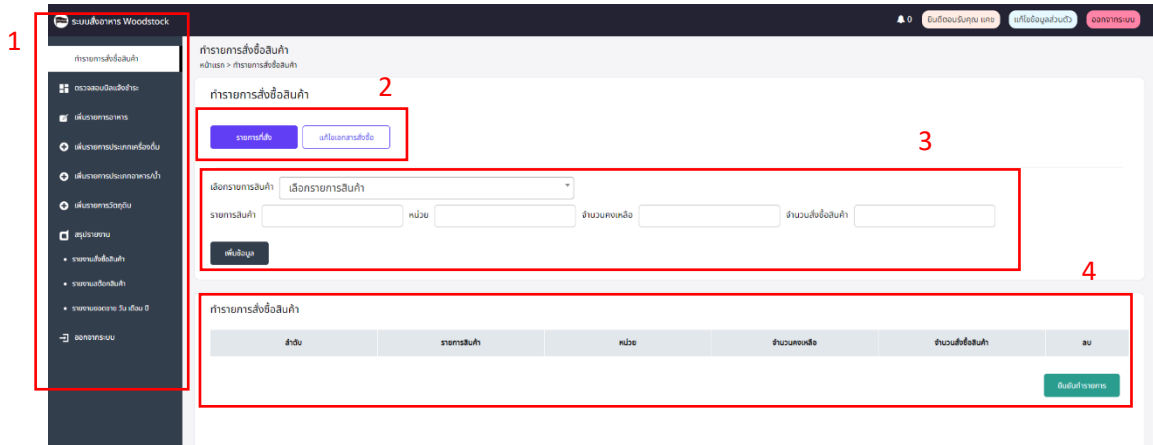 1
ระบบสั่งอาหาร Woodstock
0 ยินดีต้อนรับคุณ แคช แก้ไขข้อมูลส่วนตัว ออกจากระบบ
ทำรายการสั่งซื้อสินค้า
ตรวจสอบบิลแจ้งชำระ
เพิ่มรายการอาหาร
เพิ่มรายการประเภทเครื่องดื่ม
เพิ่มรายการประเภทอาหาร/น้ำ
เพิ่มรายการวัตถุดิบ
สรุปรายงาน
รายงานสั่งซื้อสินค้า
รายงานสต๊อกสินค้า
รายงานยอดขาย วัน เดือน ปี
ออกจากระบบ
ทำรายการสั่งซื้อสินค้า
หน้าแรก > ทำรายการสั่งซื้อสินค้า
ทำรายการสั่งซื้อสินค้า
2
รายการที่สั่ง แก้ไขเอกสารสั่งซื้อ
3
เลือกรายการสินค้า เลือกรายการสินค้า
รายการสินค้า หน่วย จำนวนคงเหลือ จำนวนสั่งซื้อสินค้า
เพิ่มข้อมูล
4
ทำรายการสั่งซื้อสินค้า
ลำดับ รายการสินค้า หน่วย จำนวนคงเหลือ จำนวนสั่งซื้อสินค้า ลบ
ยืนยันทำรายการ